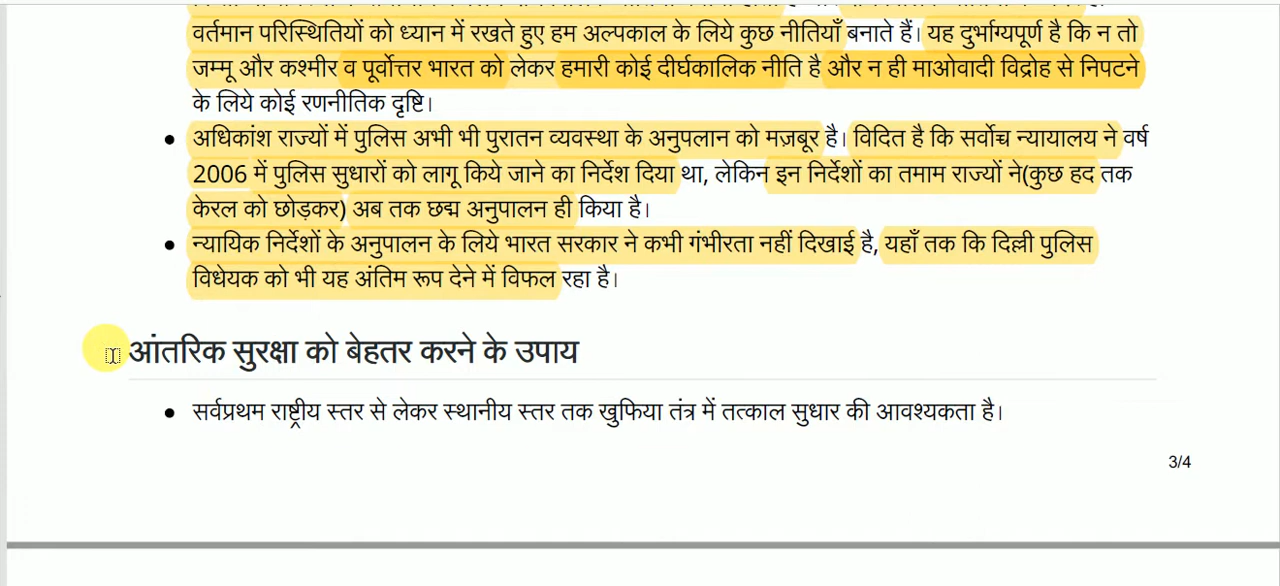 वर्तमान परिस्थितियों को ध्यान में रखते हुए हम अल्पकाल के लिये कुछ नीतियाँ बनाते हैं। यह दुर्भाग्यपूर्ण है कि न तो
जम्मू और कश्मीर व पूर्वोत्तर भारत को लेकर हमारी कोई दीर्घकालिक नीति है और न ही माओवादी विद्रोह से निपटने
के लिये कोई रणनीतिक दृष्टि।
● अधिकांश राज्यों में पुलिस अभी भी पुरातन व्यवस्था के अनुपलान को मज़बूर है। विदित है कि सर्वोच्च न्यायालय ने वर्ष
2006 में पुलिस सुधारों को लागू किये जाने का निर्देश दिया था, लेकिन इन निर्देशों का तमाम राज्यों ने(कुछ हद तक
केरल को छोड़कर) अब तक छद्म अनुपालन ही किया है।
● न्यायिक निर्देशों के अनुपालन के लिये भारत सरकार ने कभी गंभीरता नहीं दिखाई है, यहाँ तक कि दिल्ली पुलिस
विधेयक को भी यह अंतिम रूप देने में विफल रहा है।
आंतरिक सुरक्षा को बेहतर करने के उपाय
● सर्वप्रथम राष्ट्रीय स्तर से लेकर स्थानीय स्तर तक खुफिया तंत्र में तत्काल सुधार की आवश्यकता है।
3/4